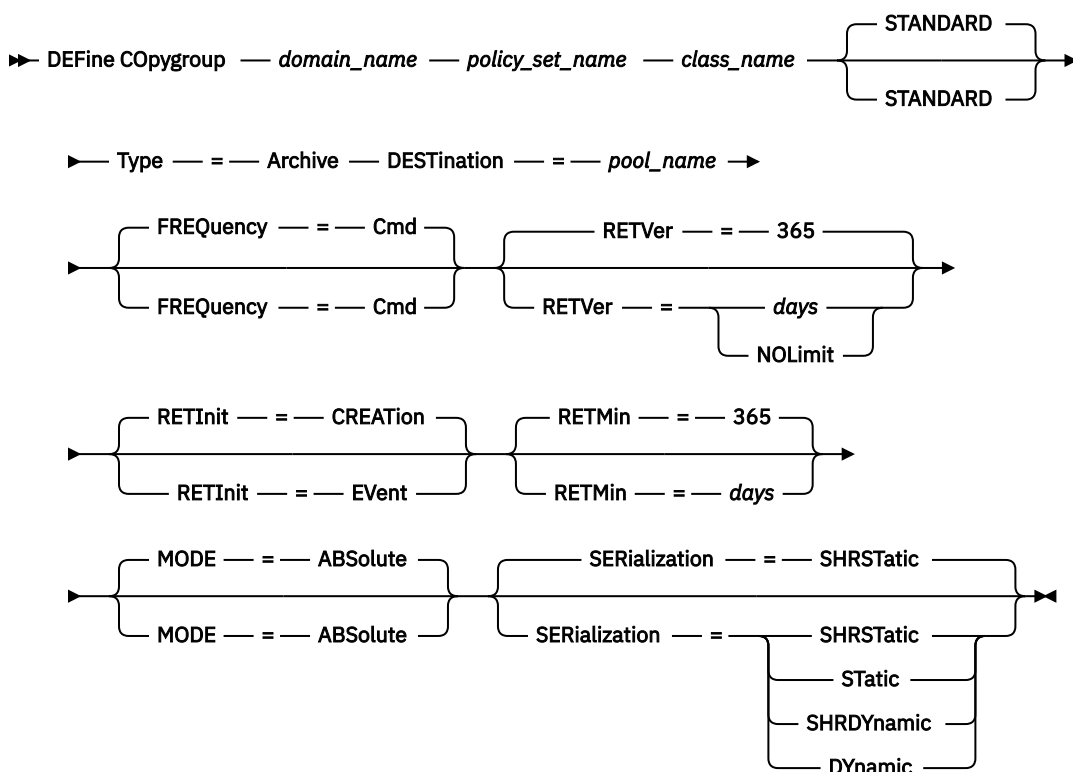 STANDARD
DEFine COpygroup domain_name policy_set_name class_name
STANDARD
Type = Archive DESTination = pool_name
FREQuency = Cmd RETVer = 365
FREQuency = Cmd RETVer = days
NOLimit
RETInit = CREATion RETMin = 365
RETInit = EVent RETMin = days
MODE = ABSolute SERialization = SHRSTatic
MODE = ABSolute SERialization = SHRSTatic
STatic
SHRDYnamic
DYnamic